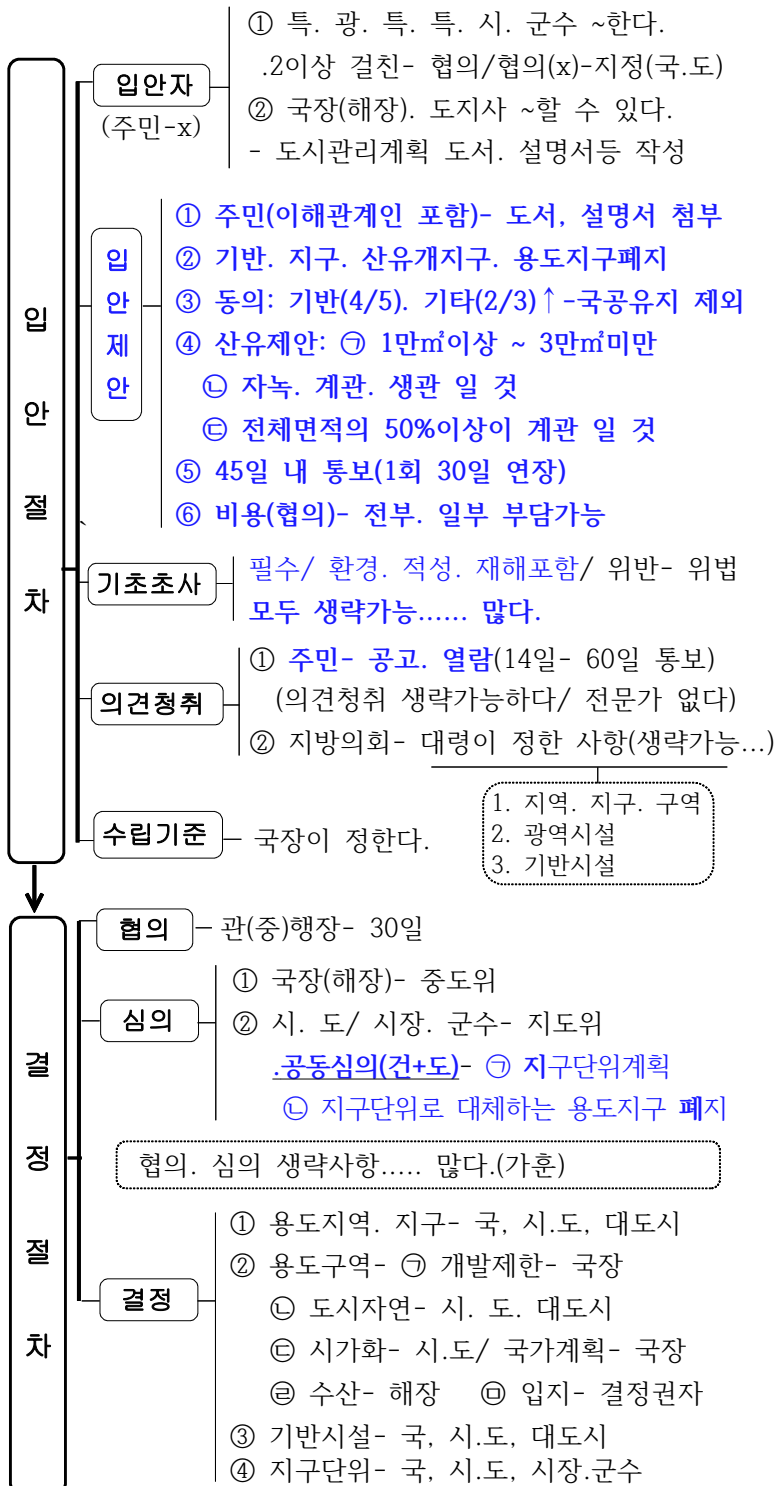 입안절차
입안자
(주민-x)
① 특. 광. 특. 특. 시. 군수 ~한다.
.2이상 걸친- 협의/협의(x)-지정(국.도)
② 국장(해장). 도지사 ~할 수 있다.
- 도시관리계획 도서. 설명서등 작성
입안제안
① 주민(이해관계인 포함)- 도서, 설명서 첨부
② 기반. 지구. 산유개지구. 용도지구폐지
③ 동의: 기반(4/5). 기타(2/3)↑-국공유지 제외
④ 산유제안: ㉠ 1만㎡이상 ~ 3만㎡미만
㉡ 자녹. 계관. 생관 일 것
㉢ 전체면적의 50%이상이 계관 일 것
⑤ 45일 내 통보(1회 30일 연장)
⑥ 비용(협의)- 전부. 일부 부담가능
`
기초초사
필수/ 환경. 적성. 재해포함/ 위반- 위법
모두 생략가능...... 많다.
의견청취
① 주민- 공고. 열람(14일- 60일 통보)
(의견청취 생략가능하다/ 전문가 없다)
② 지방의회- 대령이 정한 사항(생략가능...)
1. 지역. 지구. 구역
2. 광역시설
3. 기반시설
수립기준
국장이 정한다.
결정절차
협의
관(중)행장- 30일
심의
① 국장(해장)- 중도위
② 시. 도/ 시장. 군수- 지도위
.공동심의(건+도)- ㉠ 지구단위계획
㉡ 지구단위로 대체하는 용도지구 폐지
협의. 심의 생략사항..... 많다.(가훈)
결정
① 용도지역. 지구- 국, 시.도, 대도시
② 용도구역- ㉠ 개발제한- 국장
㉡ 도시자연- 시. 도. 대도시
㉢ 시가화- 시.도/ 국가계획- 국장
㉣ 수산- 해장 ㉤ 입지- 결정권자
③ 기반시설- 국, 시.도, 대도시
④ 지구단위- 국, 시.도, 시장.군수